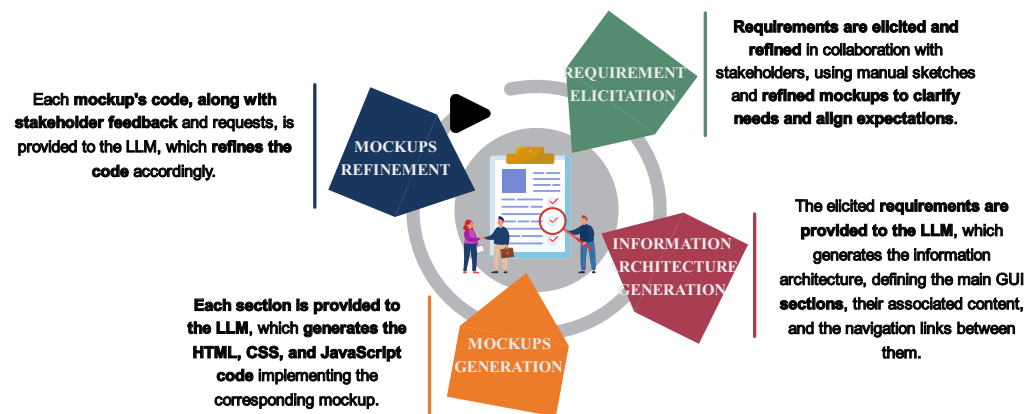 Requirements are elicited and
refined in collaboration with
stakeholders, using manual sketches
and refined mockups to clarify
needs and align expectations.
REQUIREMENT
ELICITATION
Each mockup's code, along with
stakeholder feedback and requests, is
provided to the LLM, which refines the
code accordingly.
MOCKUPS
REFINEMENT
The elicited requirements are
provided to the LLM, which
generates the information
architecture, defining the main GUI
sections, their associated content,
and the navigation links between
them.
INFORMATION
ARCHITECTURE
GENERATION
Each section is provided to
the LLM, which generates the
HTML, CSS, and JavaScript
code implementing the
corresponding mockup.
MOCKUPS
GENERATION